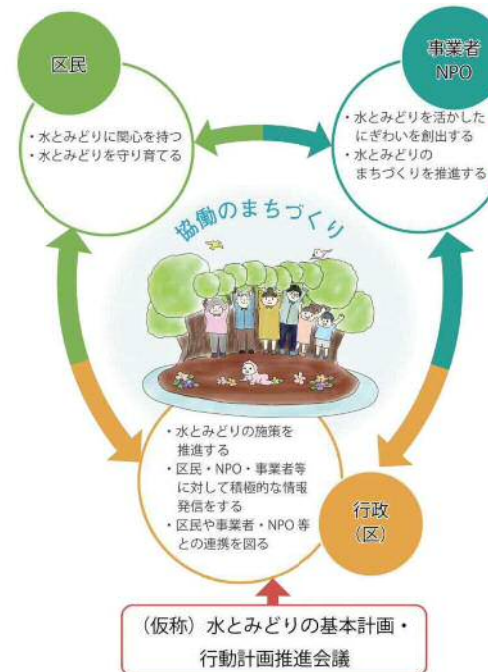 区民
・水とみどりに関心を持つ
・水とみどりを守り育てる
事業者
NPO
・水とみどりを活かした
にぎわいを創出する
・水とみどりの
まちづくりを推進する
協働のまちづくり
・水とみどりの施策を
推進する
・区民・NPO・事業者等
に対して積極的な情報
発信をする
・区民や事業者・NPO 等
との連携を図る
行政
（区）
（仮称）水とみどりの基本計画・
行動計画推進会議